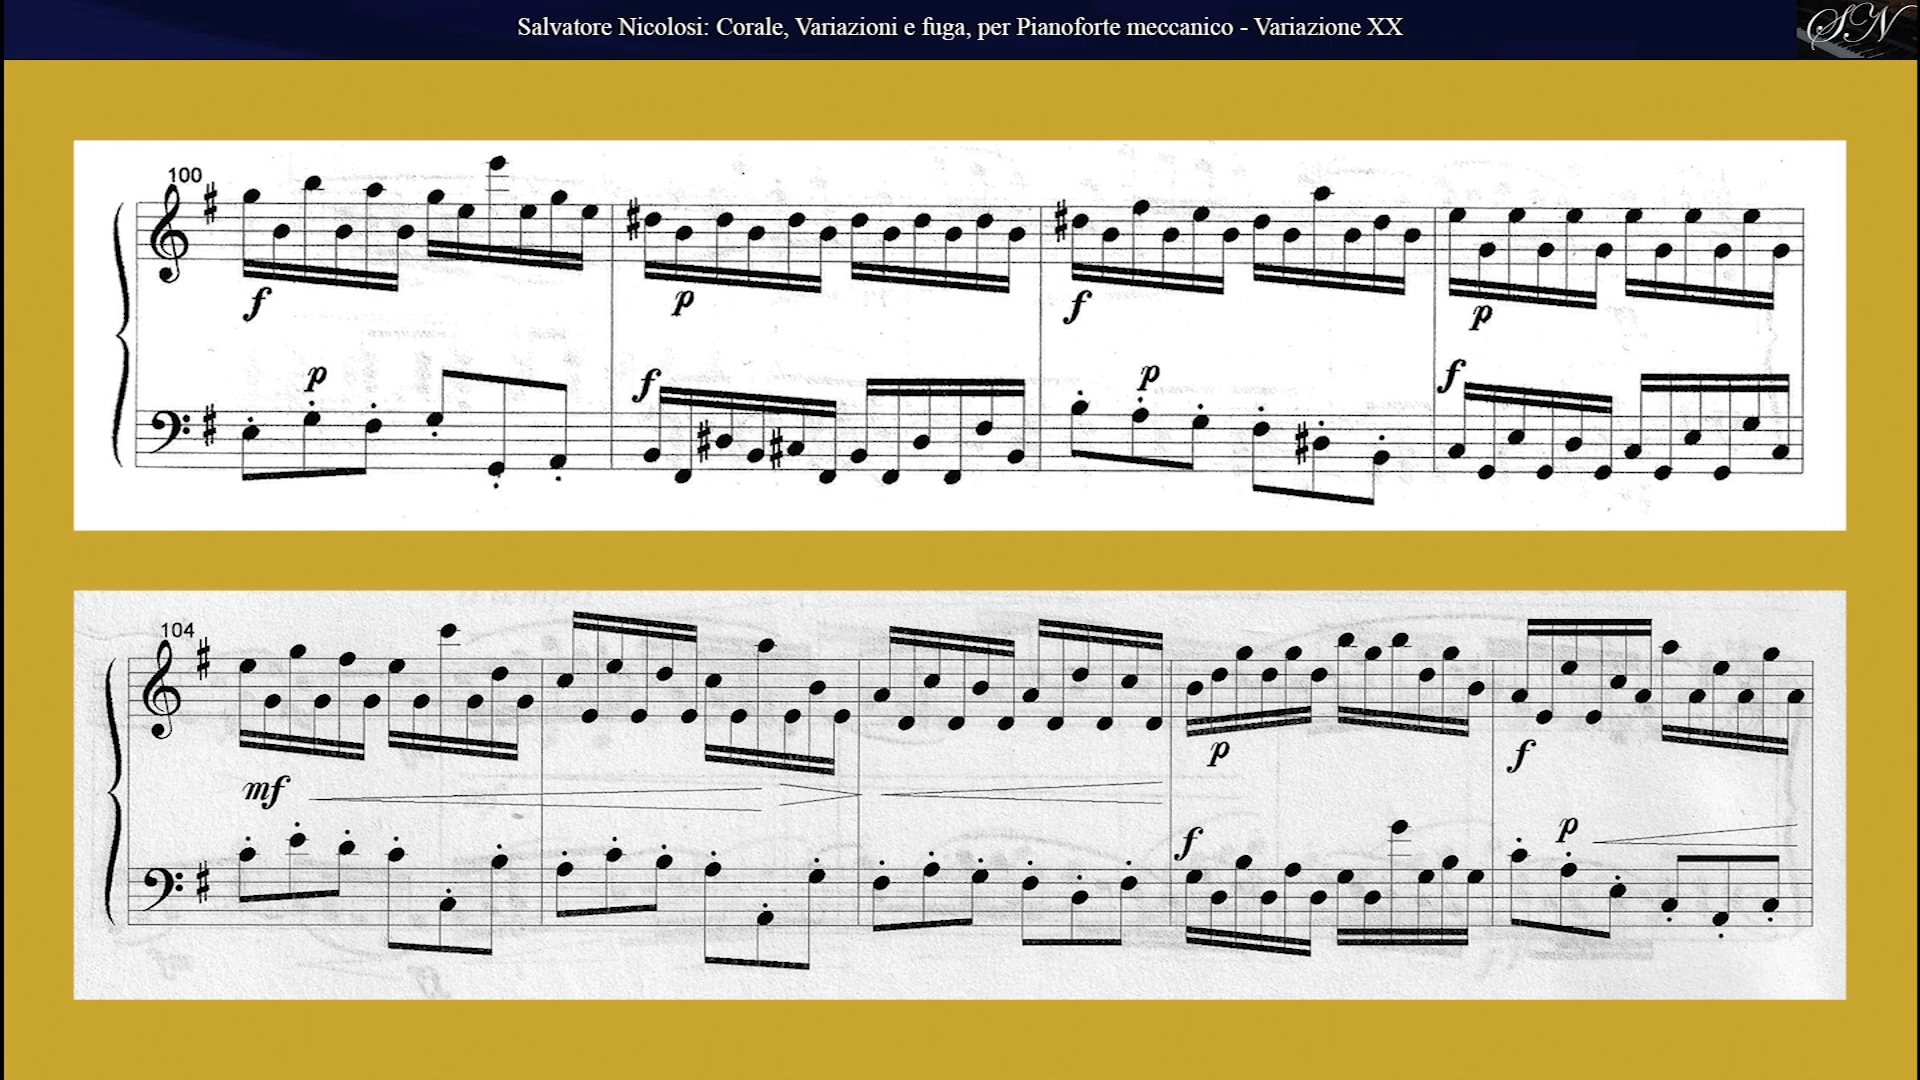 Salvatore Nicolosi: Corale, Variazioni e fuga, per Pianoforte meccanico - Variazione XX
SN
100
f
p
f
p
p
f
p
f
104
mf
p
f
f
p